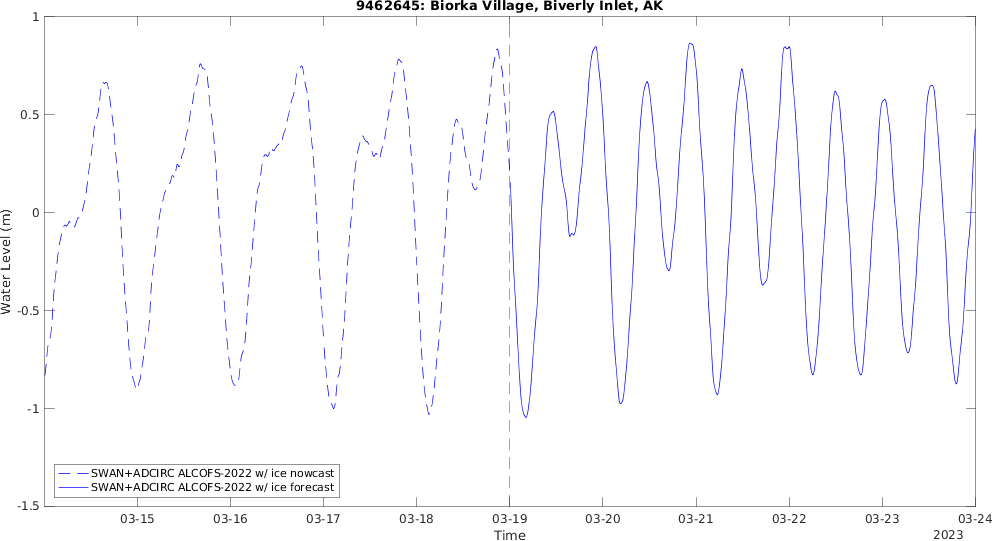 9462645: Biorka Village, Biverly Inlet, AK
Water Level (m)
1
0.5
0
-0.5
-1
-1.5
SWAN+ADCIRC ALCOFS-2022 w/ ice nowcast
SWAN+ADCIRC ALCOFS-2022 w/ ice forecast
03-15 03-16 03-17 03-18 03-19 03-20 03-21 03-22 03-23 03-24
Time
2023